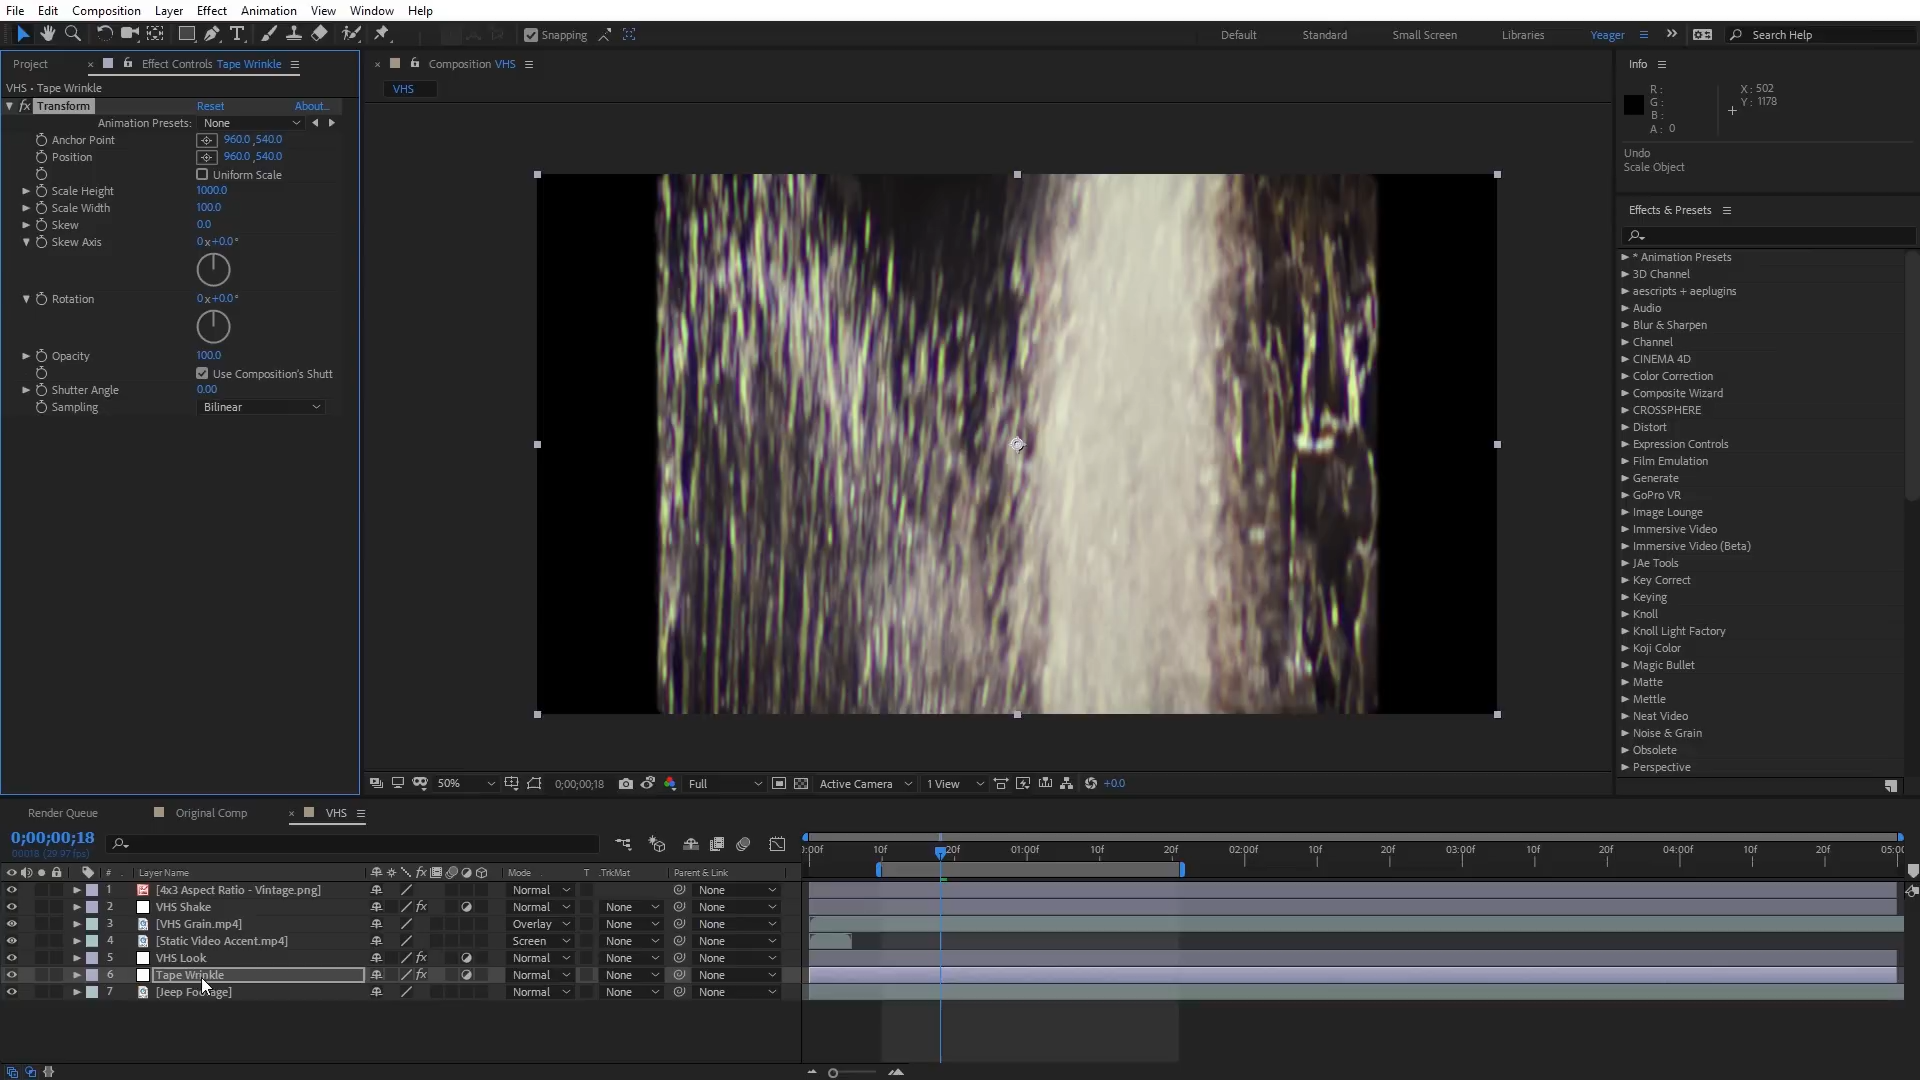 File Edit Composition Layer Effect Animation View Window Help
Snapping
Default Standard Small Screen Libraries Yeager Search Help
Project Effect Controls Tape Wrinkle
VHS • Tape Wrinkle
fx Transform Reset About...
Animation Presets: None
Anchor Point 960.0 ,540.0
Position 960.0 ,540.0
Uniform Scale
Scale Height 1000.0
Scale Width 100.0
Skew 0.0
Skew Axis 0 x +0.0 °
Rotation 0 x +0.0 °
Opacity 100.0
Use Composition's Shutt
Shutter Angle 0.00
Sampling Bilinear
Composition VHS
VHS
50% 0;00;00;18 Full Active Camera 1 View +0.0
Info
R : X : 502
G : Y : 1178
B :
A : 0
Undo
Scale Object
Effects & Presets
* Animation Presets
3D Channel
aescripts + aeplugins
Audio
Blur & Sharpen
Channel
CINEMA 4D
Color Correction
Composite Wizard
CROSSPHERE
Distort
Expression Controls
Film Emulation
Generate
GoPro VR
Image Lounge
Immersive Video
Immersive Video (Beta)
JAe Tools
Key Correct
Keying
Knoll
Knoll Light Factory
Koji Color
Magic Bullet
Matte
Mettle
Neat Video
Noise & Grain
Obsolete
Perspective
Render Queue Original Comp VHS
0;00;00;18
00018 (29.97 fps)
# Layer Name Mode T .TrkMat Parent & Link
1 [4x3 Aspect Ratio - Vintage.png] Normal None
2 VHS Shake fx Normal None None
3 [VHS Grain.mp4] Overlay None None
4 [Static Video Accent.mp4] Screen None None
5 VHS Look fx Normal None None
6 Tape Wrinkle fx Normal None None
7 [Jeep Footage] Normal None None
):00f 10f 20f 01:00f 10f 20f 02:00f 10f 20f 03:00f 10f 20f 04:00f 10f 20f 05:00